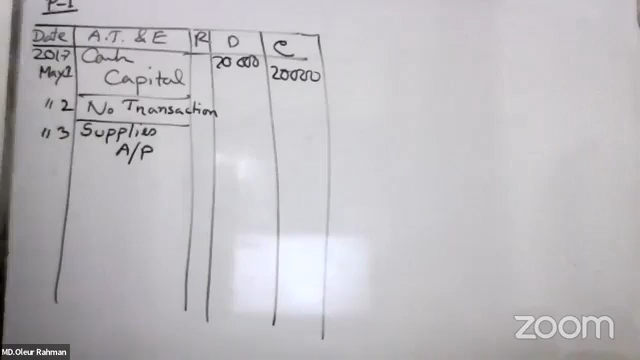 P-1
Date A.T. & E R D C
2017 Cash 20000
May 1 Capital 20000
"2 No Transaction
"3 Supplies
A/P
zoom
MD.Oleur Rahman